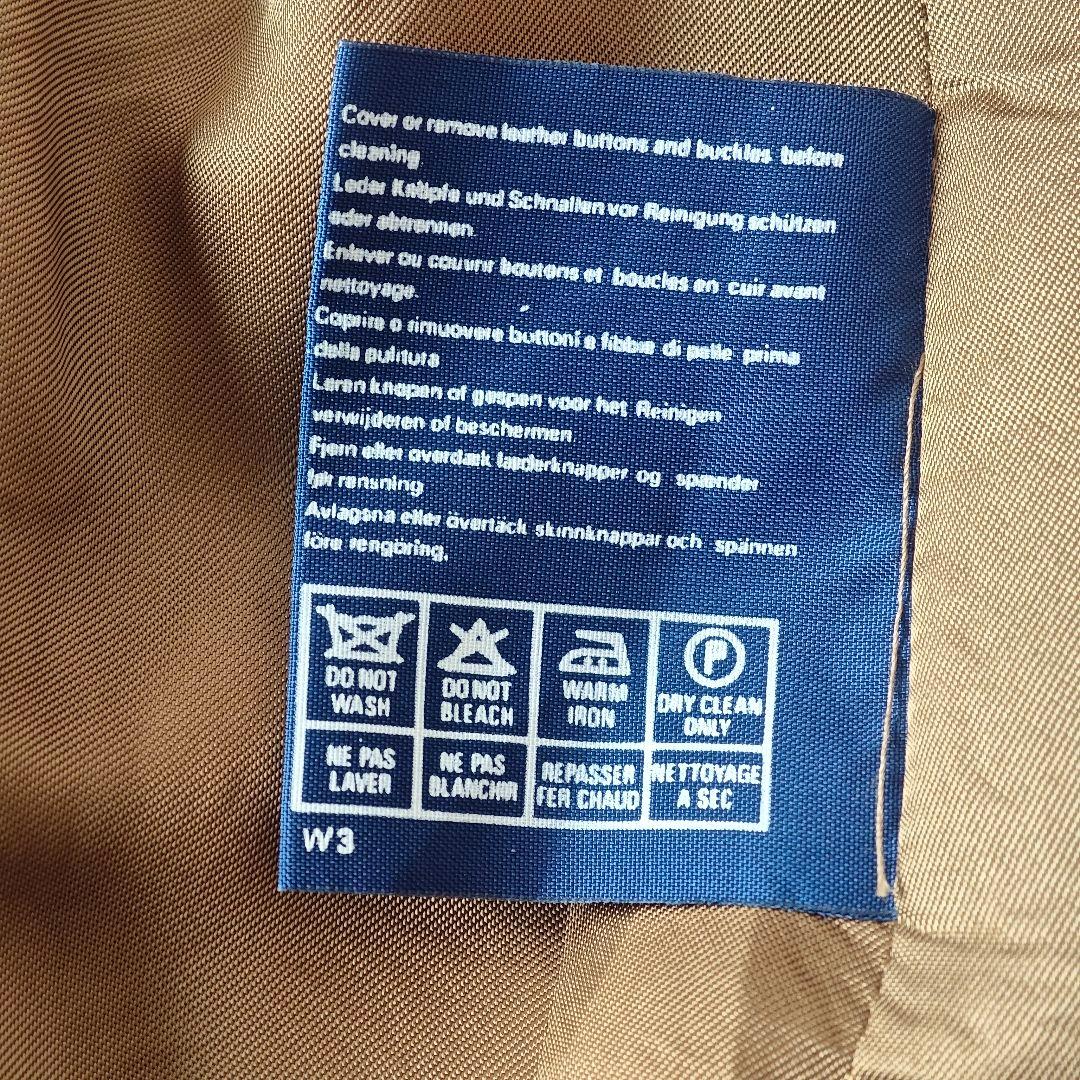 Cover or remove leather buttons and buckles before
cleaning
Leder Knöpfe und Schnallen vor Reinigung schützen
oder abtrennen
Enlever ou couvrir boutons et boucles en cuir avant
nettoyage.
Coprire o rimuovere bottoni e fibbie di pelle prima
della pulitura
Leren knopen of gespen voor het Reinigen
verwijderen of beschermen
Fjern eller overdæk læderknapper og spænder
før rensning
Avlagsna eller övertäck skinnknappar och spännen
före rengöring.
DO NOT
WASH
DO NOT
BLEACH
WARM
IRON
P
DRY CLEAN
ONLY
NE PAS
LAVER
NE PAS
BLANCHIR
REPASSER
FER CHAUD
NETTOYAGE
A SEC
W3